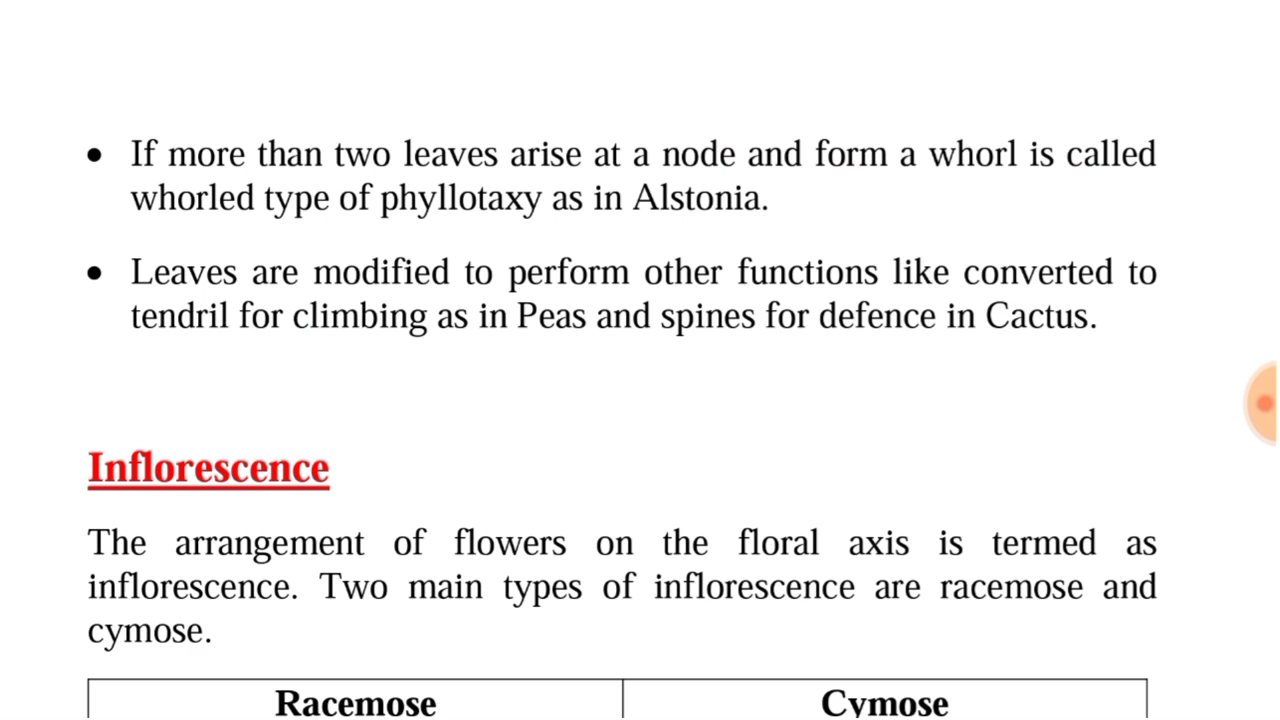 • If more than two leaves arise at a node and form a whorl is called
whorled type of phyllotaxy as in Alstonia.
• Leaves are modified to perform other functions like converted to
tendril for climbing as in Peas and spines for defence in Cactus.
Inflorescence
The arrangement of flowers on the floral axis is termed as
inflorescence. Two main types of inflorescence are racemose and
cymose.
Racemose Cymose